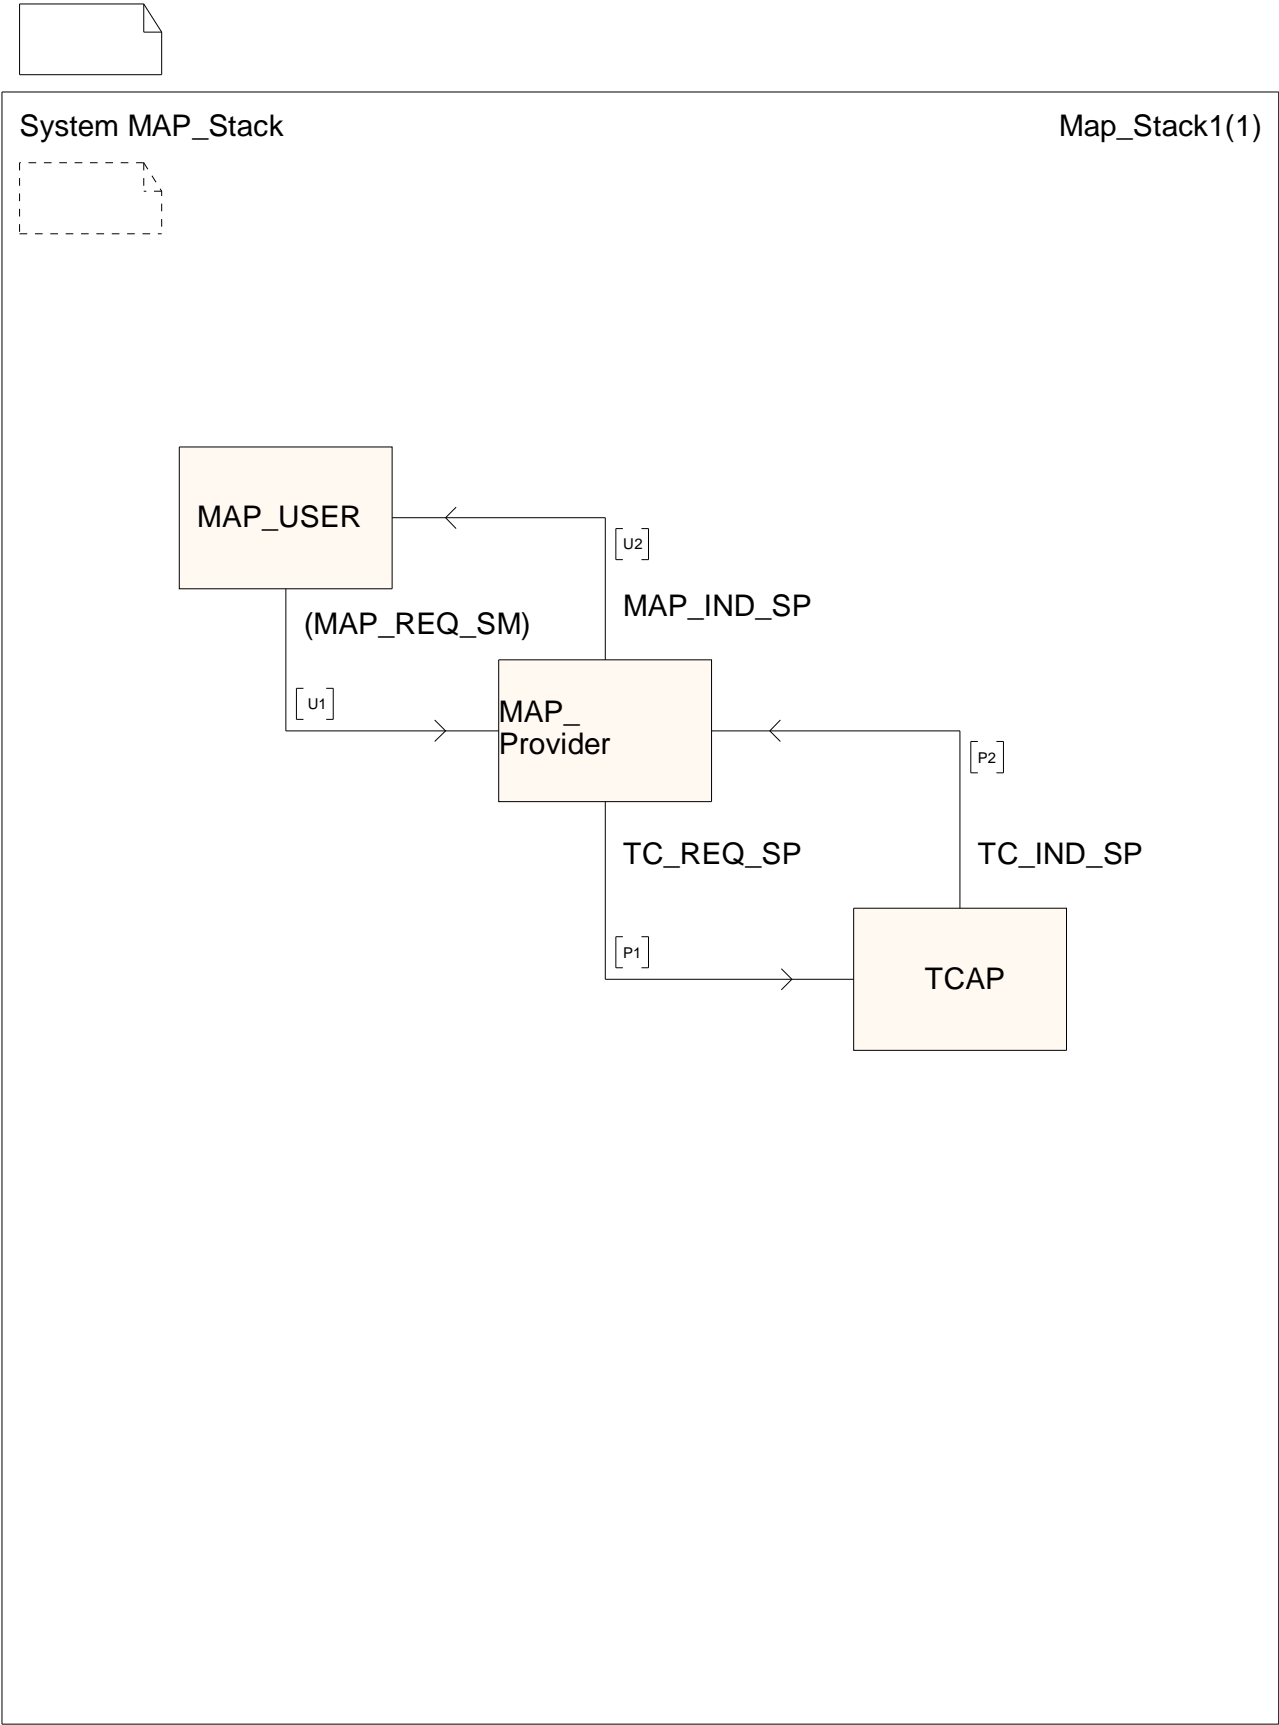 System MAP_Stack
Map_Stack1(1)
MAP_USER
[U2]
MAP_IND_SP
(MAP_REQ_SM)
[U1]
MAP_
Provider
[P2]
TC_REQ_SP
TC_IND_SP
[P1]
TCAP